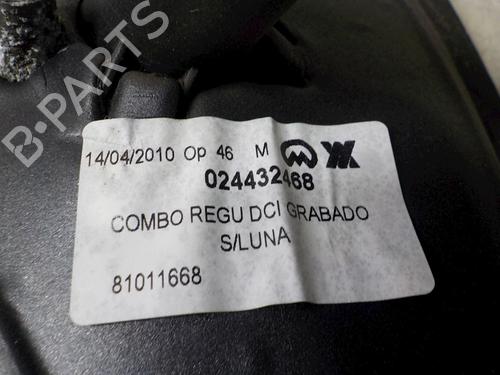 B-PARTS
14/04/2010 Op 46 M
024432468
COMBO REGU DCI GRABADO
S/LUNA
81011668